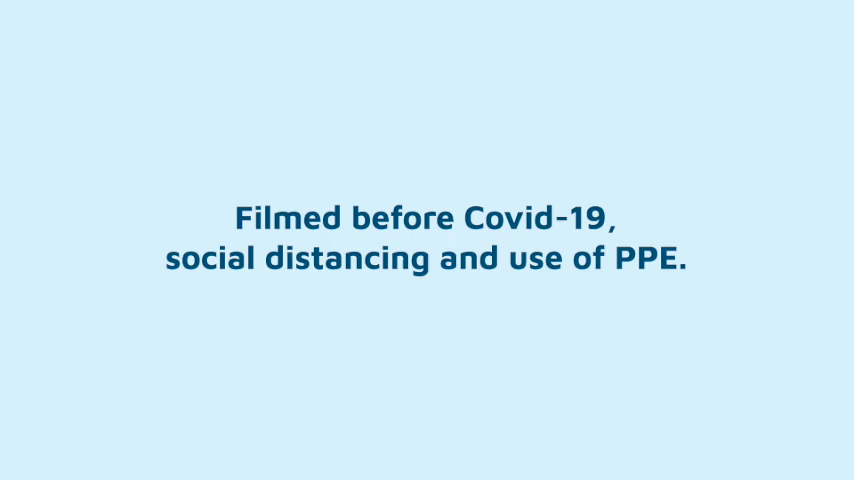 Filmed before Covid-19,
social distancing and use of PPE.